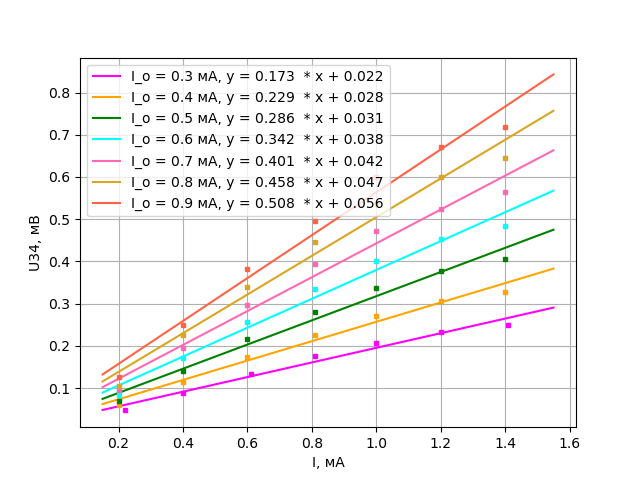 I_o = 0.3 мА, y = 0.173 * x + 0.022
I_o = 0.4 мА, y = 0.229 * x + 0.028
I_o = 0.5 мА, y = 0.286 * x + 0.031
I_o = 0.6 мА, y = 0.342 * x + 0.038
I_o = 0.7 мА, y = 0.401 * x + 0.042
I_o = 0.8 мА, y = 0.458 * x + 0.047
I_o = 0.9 мА, y = 0.508 * x + 0.056
U34, мВ
0.8
0.7
0.6
0.5
0.4
0.3
0.2
0.1
0.2 0.4 0.6 0.8 1.0 1.2 1.4 1.6
I, мА